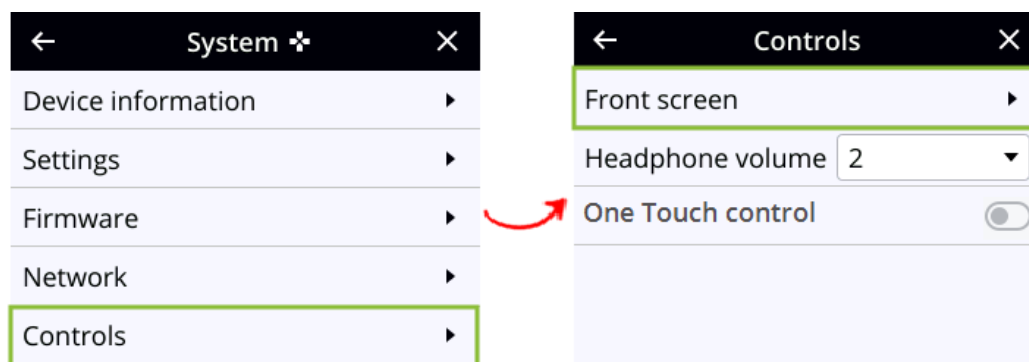 System
Device information
Settings
Firmware
Network
Controls
Controls
Front screen
Headphone volume 2
One Touch control